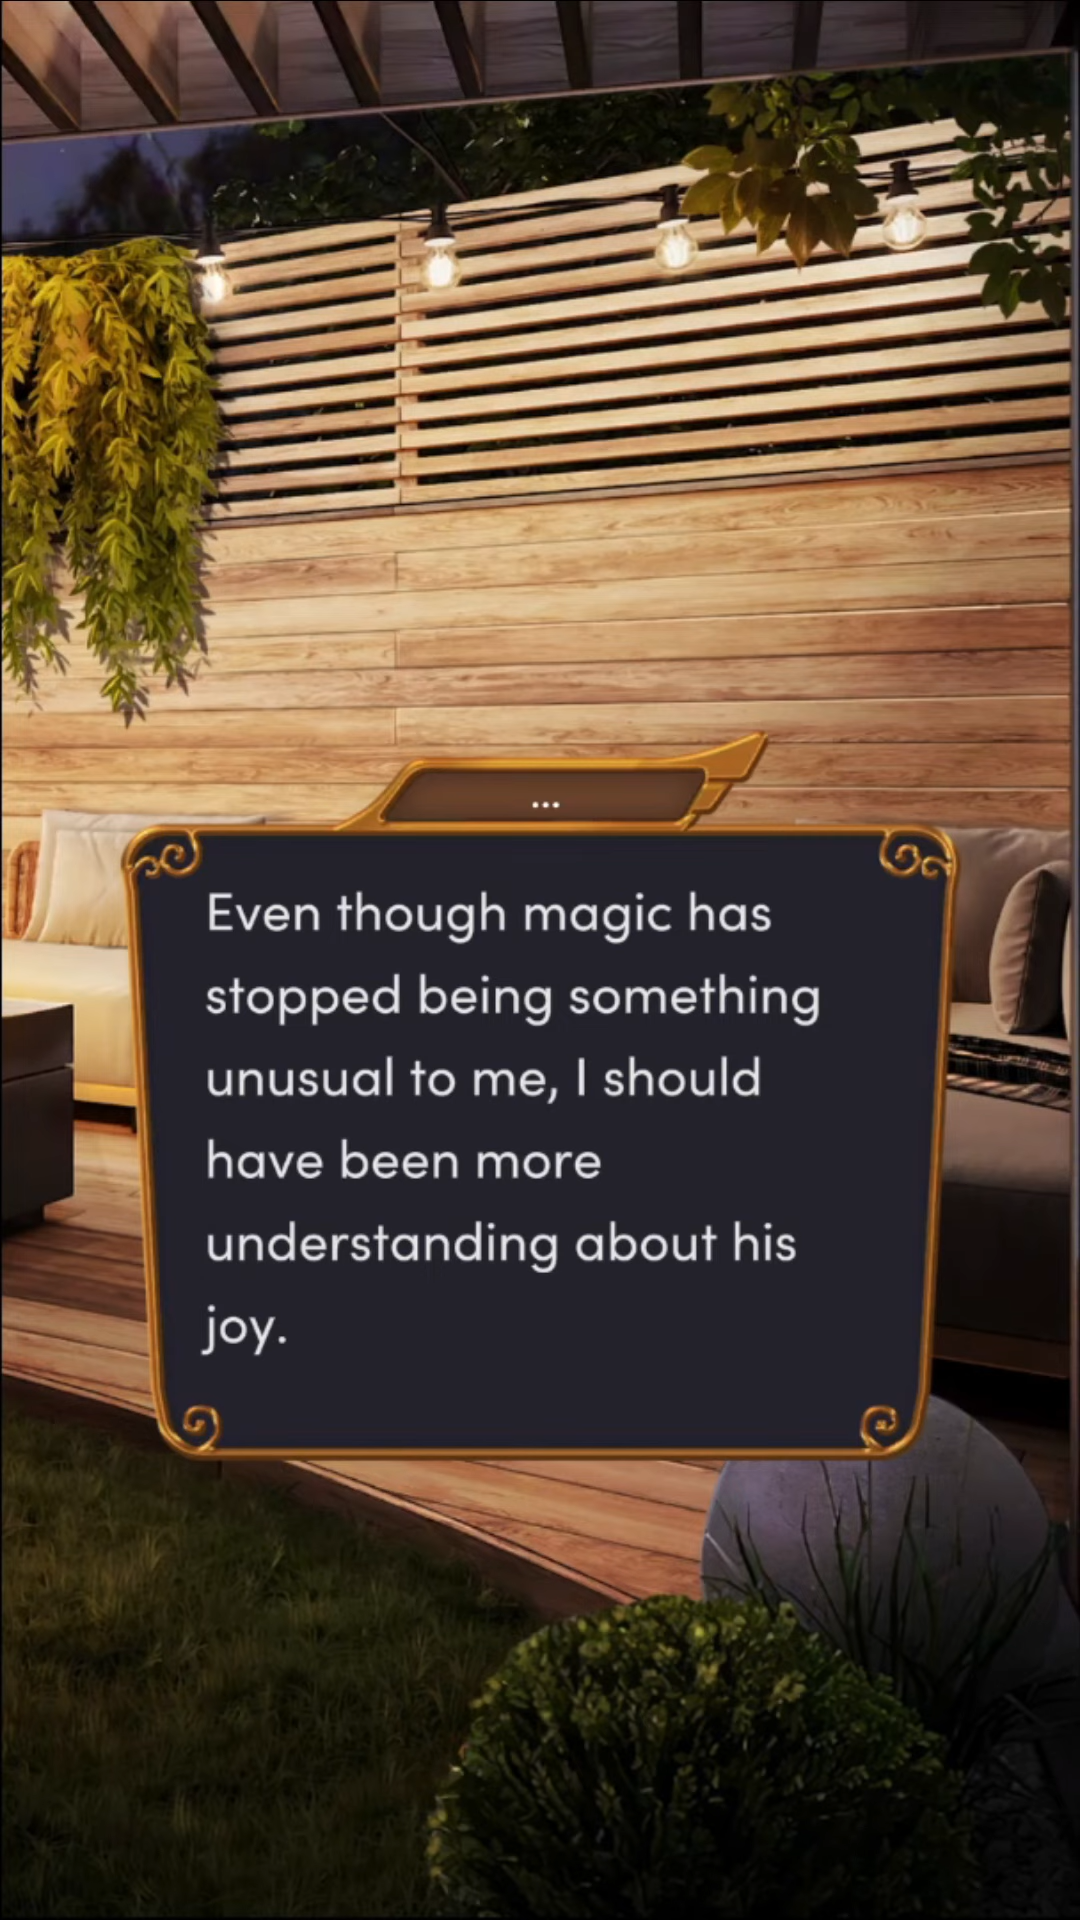 ...
Even though magic has
stopped being something
unusual to me, I should
have been more
understanding about his
joy.